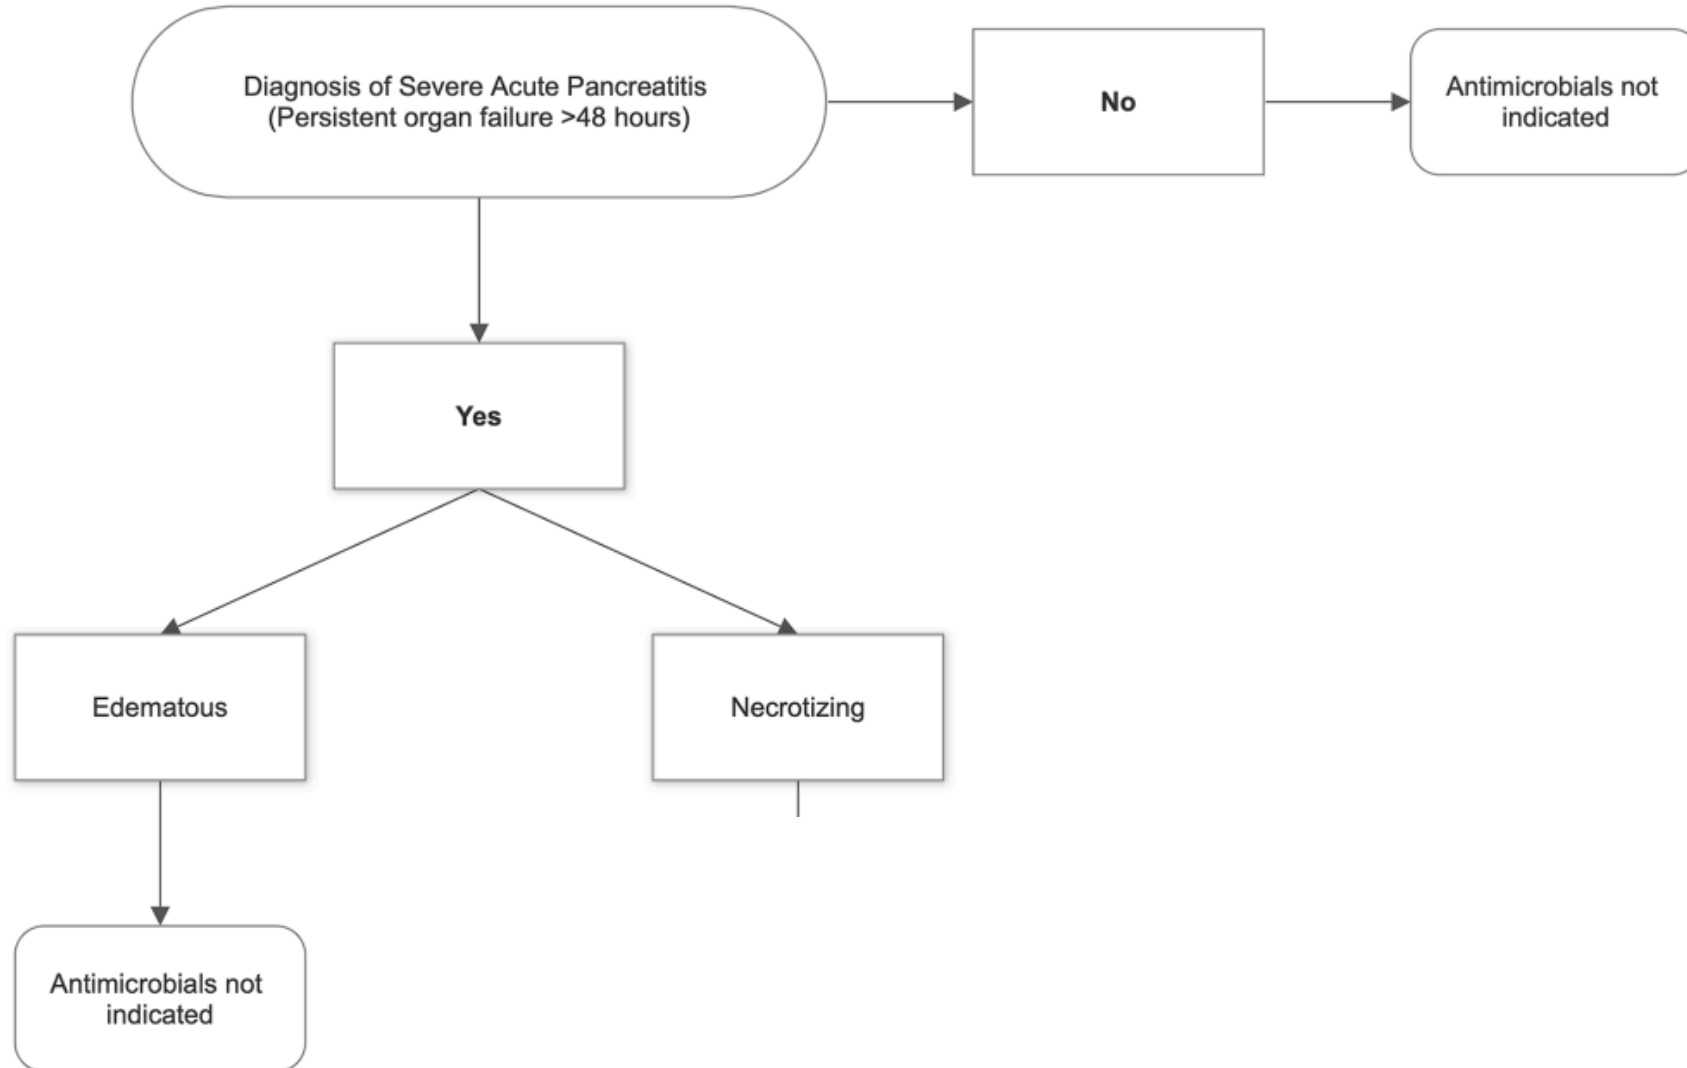 Diagnosis of Severe Acute Pancreatitis
(Persistent organ failure >48 hours)
No
Antimicrobials not
indicated
Yes
Edematous
Necrotizing
Antimicrobials not
indicated